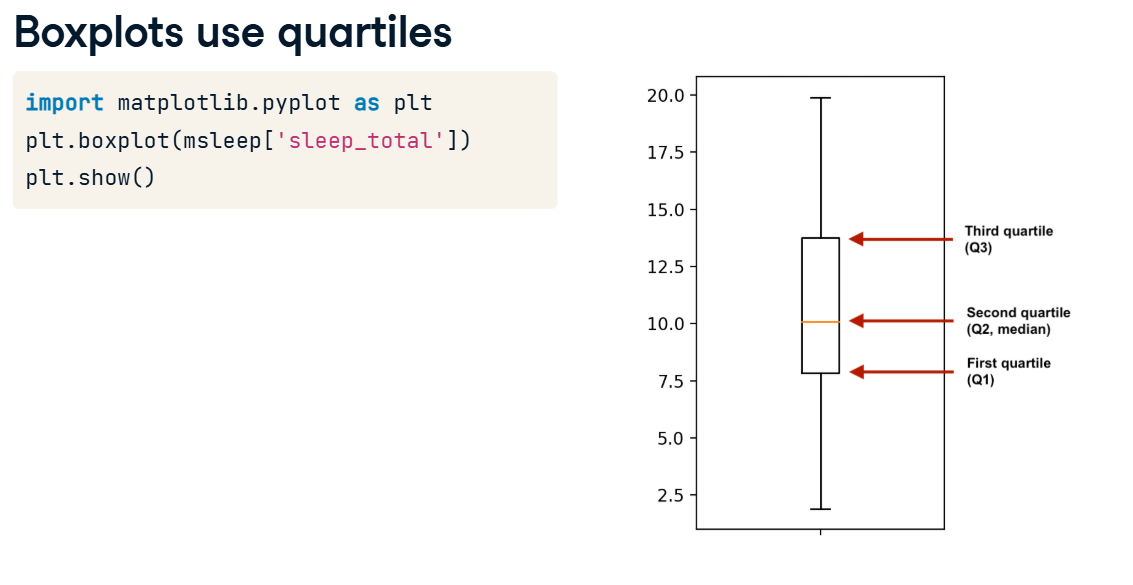 Boxplots use quartiles
import matplotlib.pyplot as plt
plt.boxplot(msleep['sleep_total'])
plt.show()
20.0
17.5
15.0
12.5
10.0
7.5
5.0
2.5
Third quartile
(Q3)
Second quartile
(Q2, median)
First quartile
(Q1)